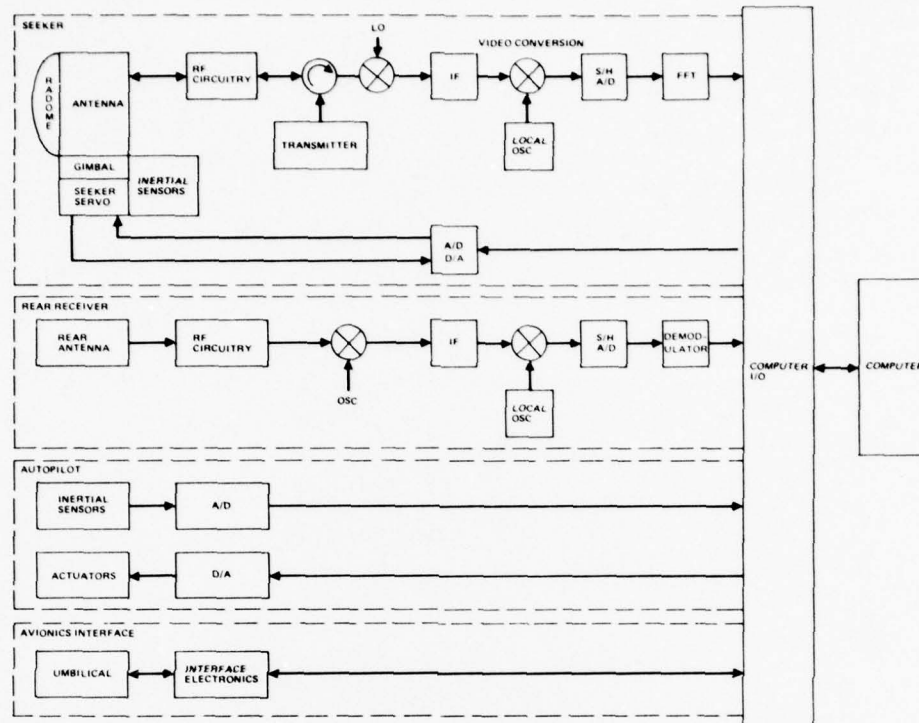 SEEKER
LO
VIDEO CONVERSION
RADOME
ANTENNA
RF
CIRCUITRY
IF
S/H
A/D
FFT
TRANSMITTER
LOCAL
OSC
GIMBAL
SEEKER
SERVO
INERTIAL
SENSORS
A/D
D/A
REAR RECEIVER
REAR
ANTENNA
RF
CIRCUITRY
IF
S/H
A/D
DEMOD-
ULATOR
OSC
LOCAL
OSC
COMPUTER
I/O
COMPUTER
AUTOPILOT
INERTIAL
SENSORS
A/D
ACTUATORS
D/A
AVIONICS INTERFACE
UMBILICAL
INTERFACE
ELECTRONICS